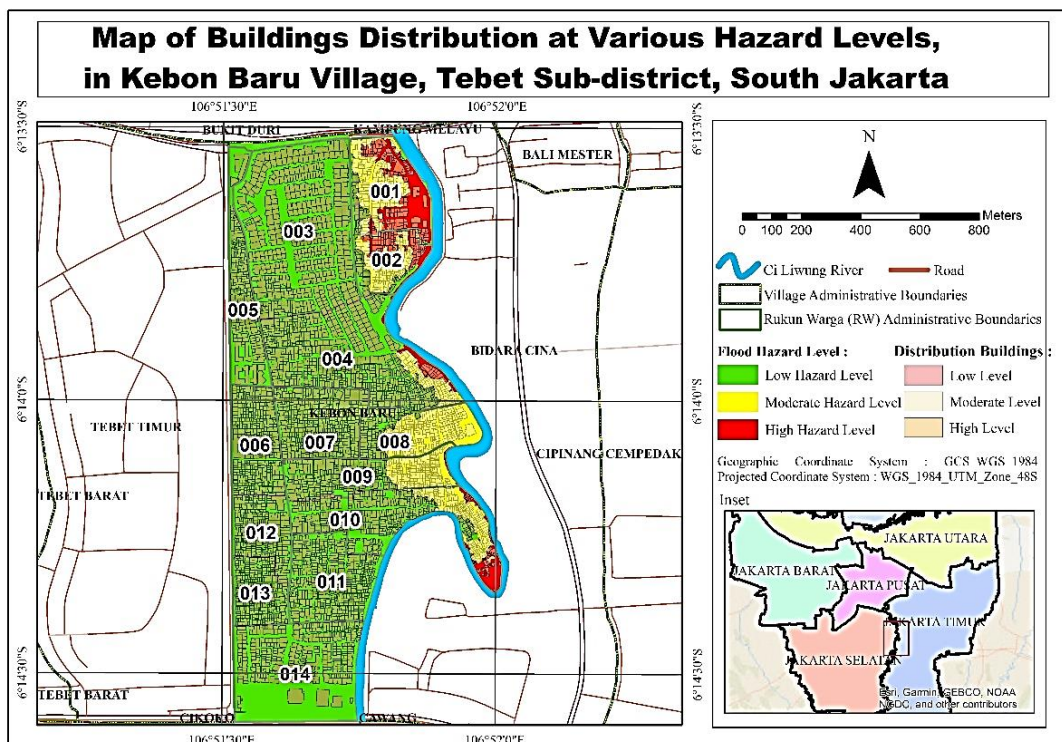 Map of Buildings Distribution at Various Hazard Levels,
in Kebon Baru Village, Tebet Sub-district, South Jakarta
106°51'30"E 106°52'0"E
6°13'30"S 6°13'30"S
BUKIT DURI KAMPUNG MELAYU
BALI MESTER
001
003
002
005
004
BIDARA CINA
6°14'0"S 6°14'0"S
KEBON BARU
TEBET TIMUR
006 007 008
CIPINANG CEMPEDAK
009
TEBET BARAT
010
012
011
013
014
6°14'30"S 6°14'30"S
TEBET BARAT
CIKOKO CAWANG
106°51'30"E 106°52'0"E
N
Meters
0 100 200 400 600 800
Ci Liwung River Road
Village Administrative Boundaries
Rukun Warga (RW) Administrative Boundaries
Flood Hazard Level : Distribution Buildings :
Low Hazard Level Low Level
Moderate Hazard Level Moderate Level
High Hazard Level High Level
Geographic Coordinate System : GCS_WGS_1984
Projected Coordinate System : WGS_1984_UTM_Zone_48S
Inset
JAKARTA UTARA
JAKARTA BARAT
JAKARTA PUSAT
JAKARTA TIMUR
JAKARTA SELATAN
Esri, Garmin, GEBCO, NOAA
NGDC, and other contributors